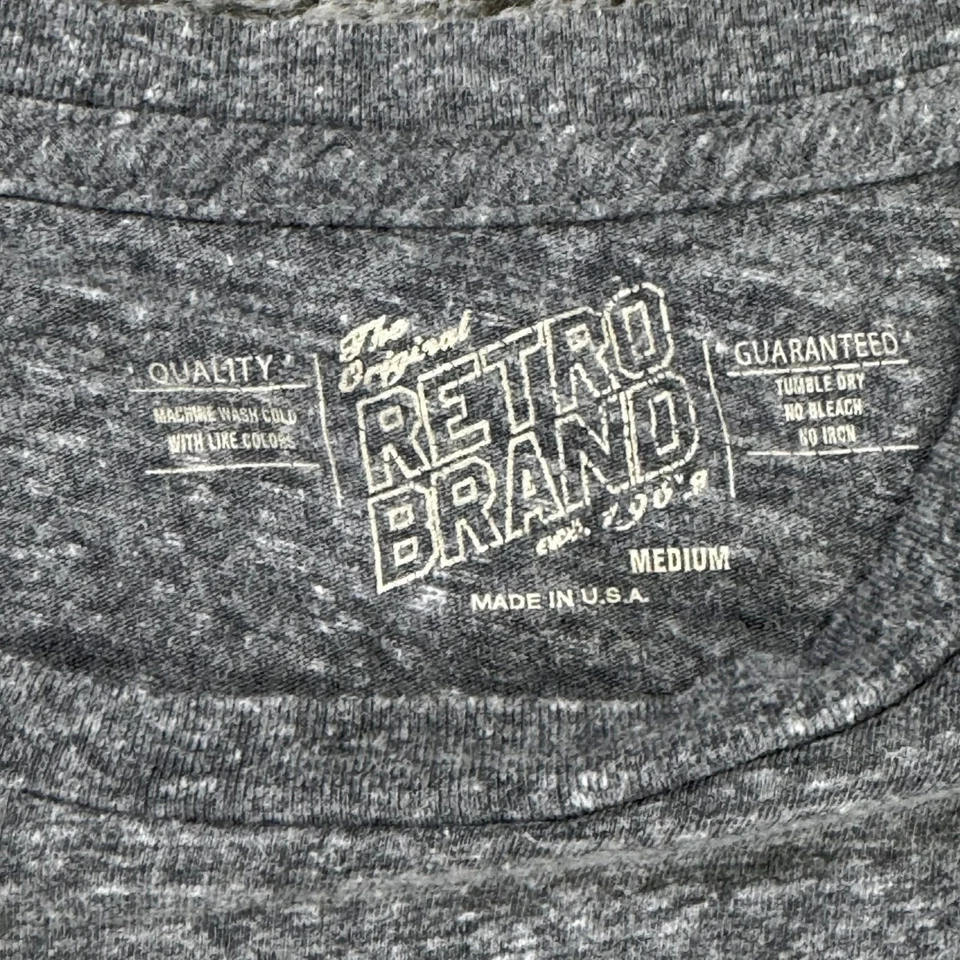 QUALITY
MACHINE WASH COLD
WITH LIKE COLORS
The
Original
RETRO
BRAND
GUARANTEED
TUMBLE DRY
NO BLEACH
NO IRON
MEDIUM
MADE IN U.S.A.